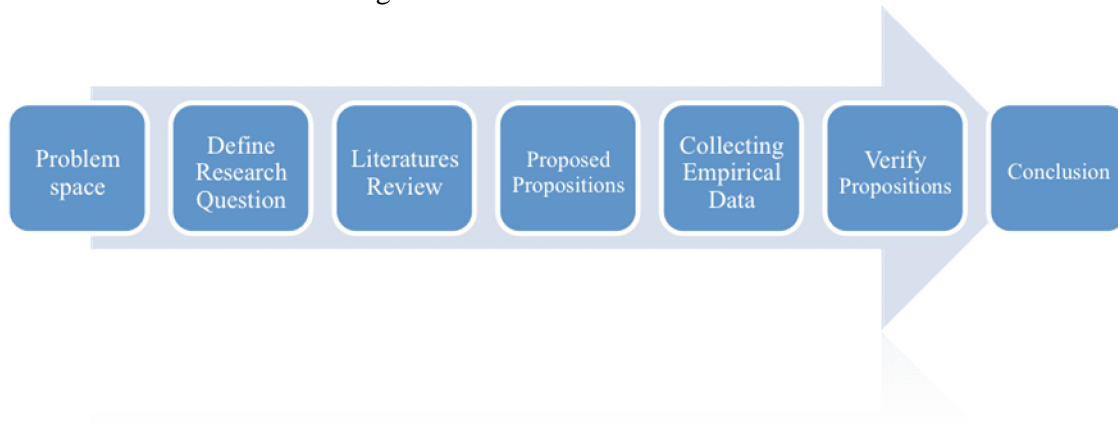 Problem
space
Define
Research
Question
Literatures
Review
Proposed
Propositions
Collecting
Empirical
Data
Verify
Propositions
Conclusion